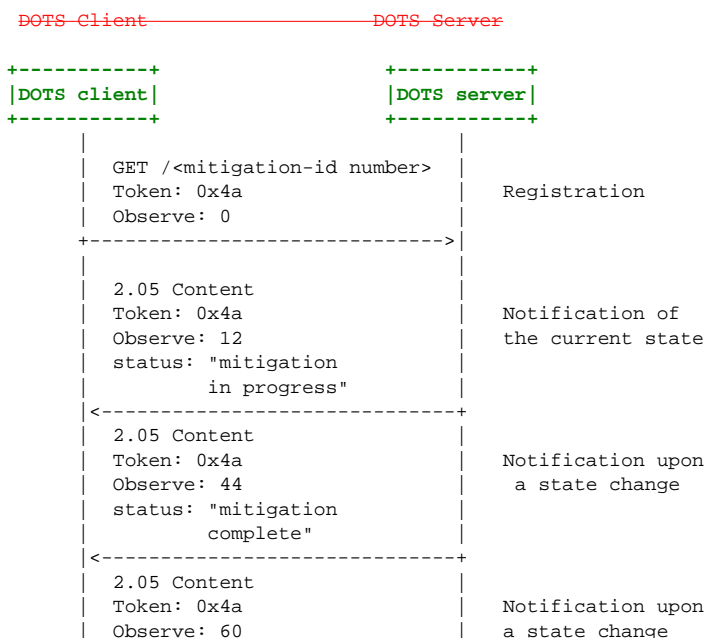 DOTS Client                   DOTS Server
+-----------+                   +-----------+
|DOTS client|                   |DOTS server|
+-----------+                   +-----------+
      |                               |
      | GET /<mitigation-id number>   |
      | Token: 0x4a                   |   Registration
      | Observe: 0                    |
      +------------------------------>|
      |                               |
      | 2.05 Content                  |
      | Token: 0x4a                   |   Notification of
      | Observe: 12                   |   the current state
      | status: "mitigation           |
      |         in progress"          |
      |<------------------------------+
      | 2.05 Content                  |
      | Token: 0x4a                   |   Notification upon
      | Observe: 44                   |    a state change
      | status: "mitigation           |
      |         complete"             |
      |<------------------------------+
      | 2.05 Content                  |
      | Token: 0x4a                   |   Notification upon
      | Observe: 60                   |   a state change